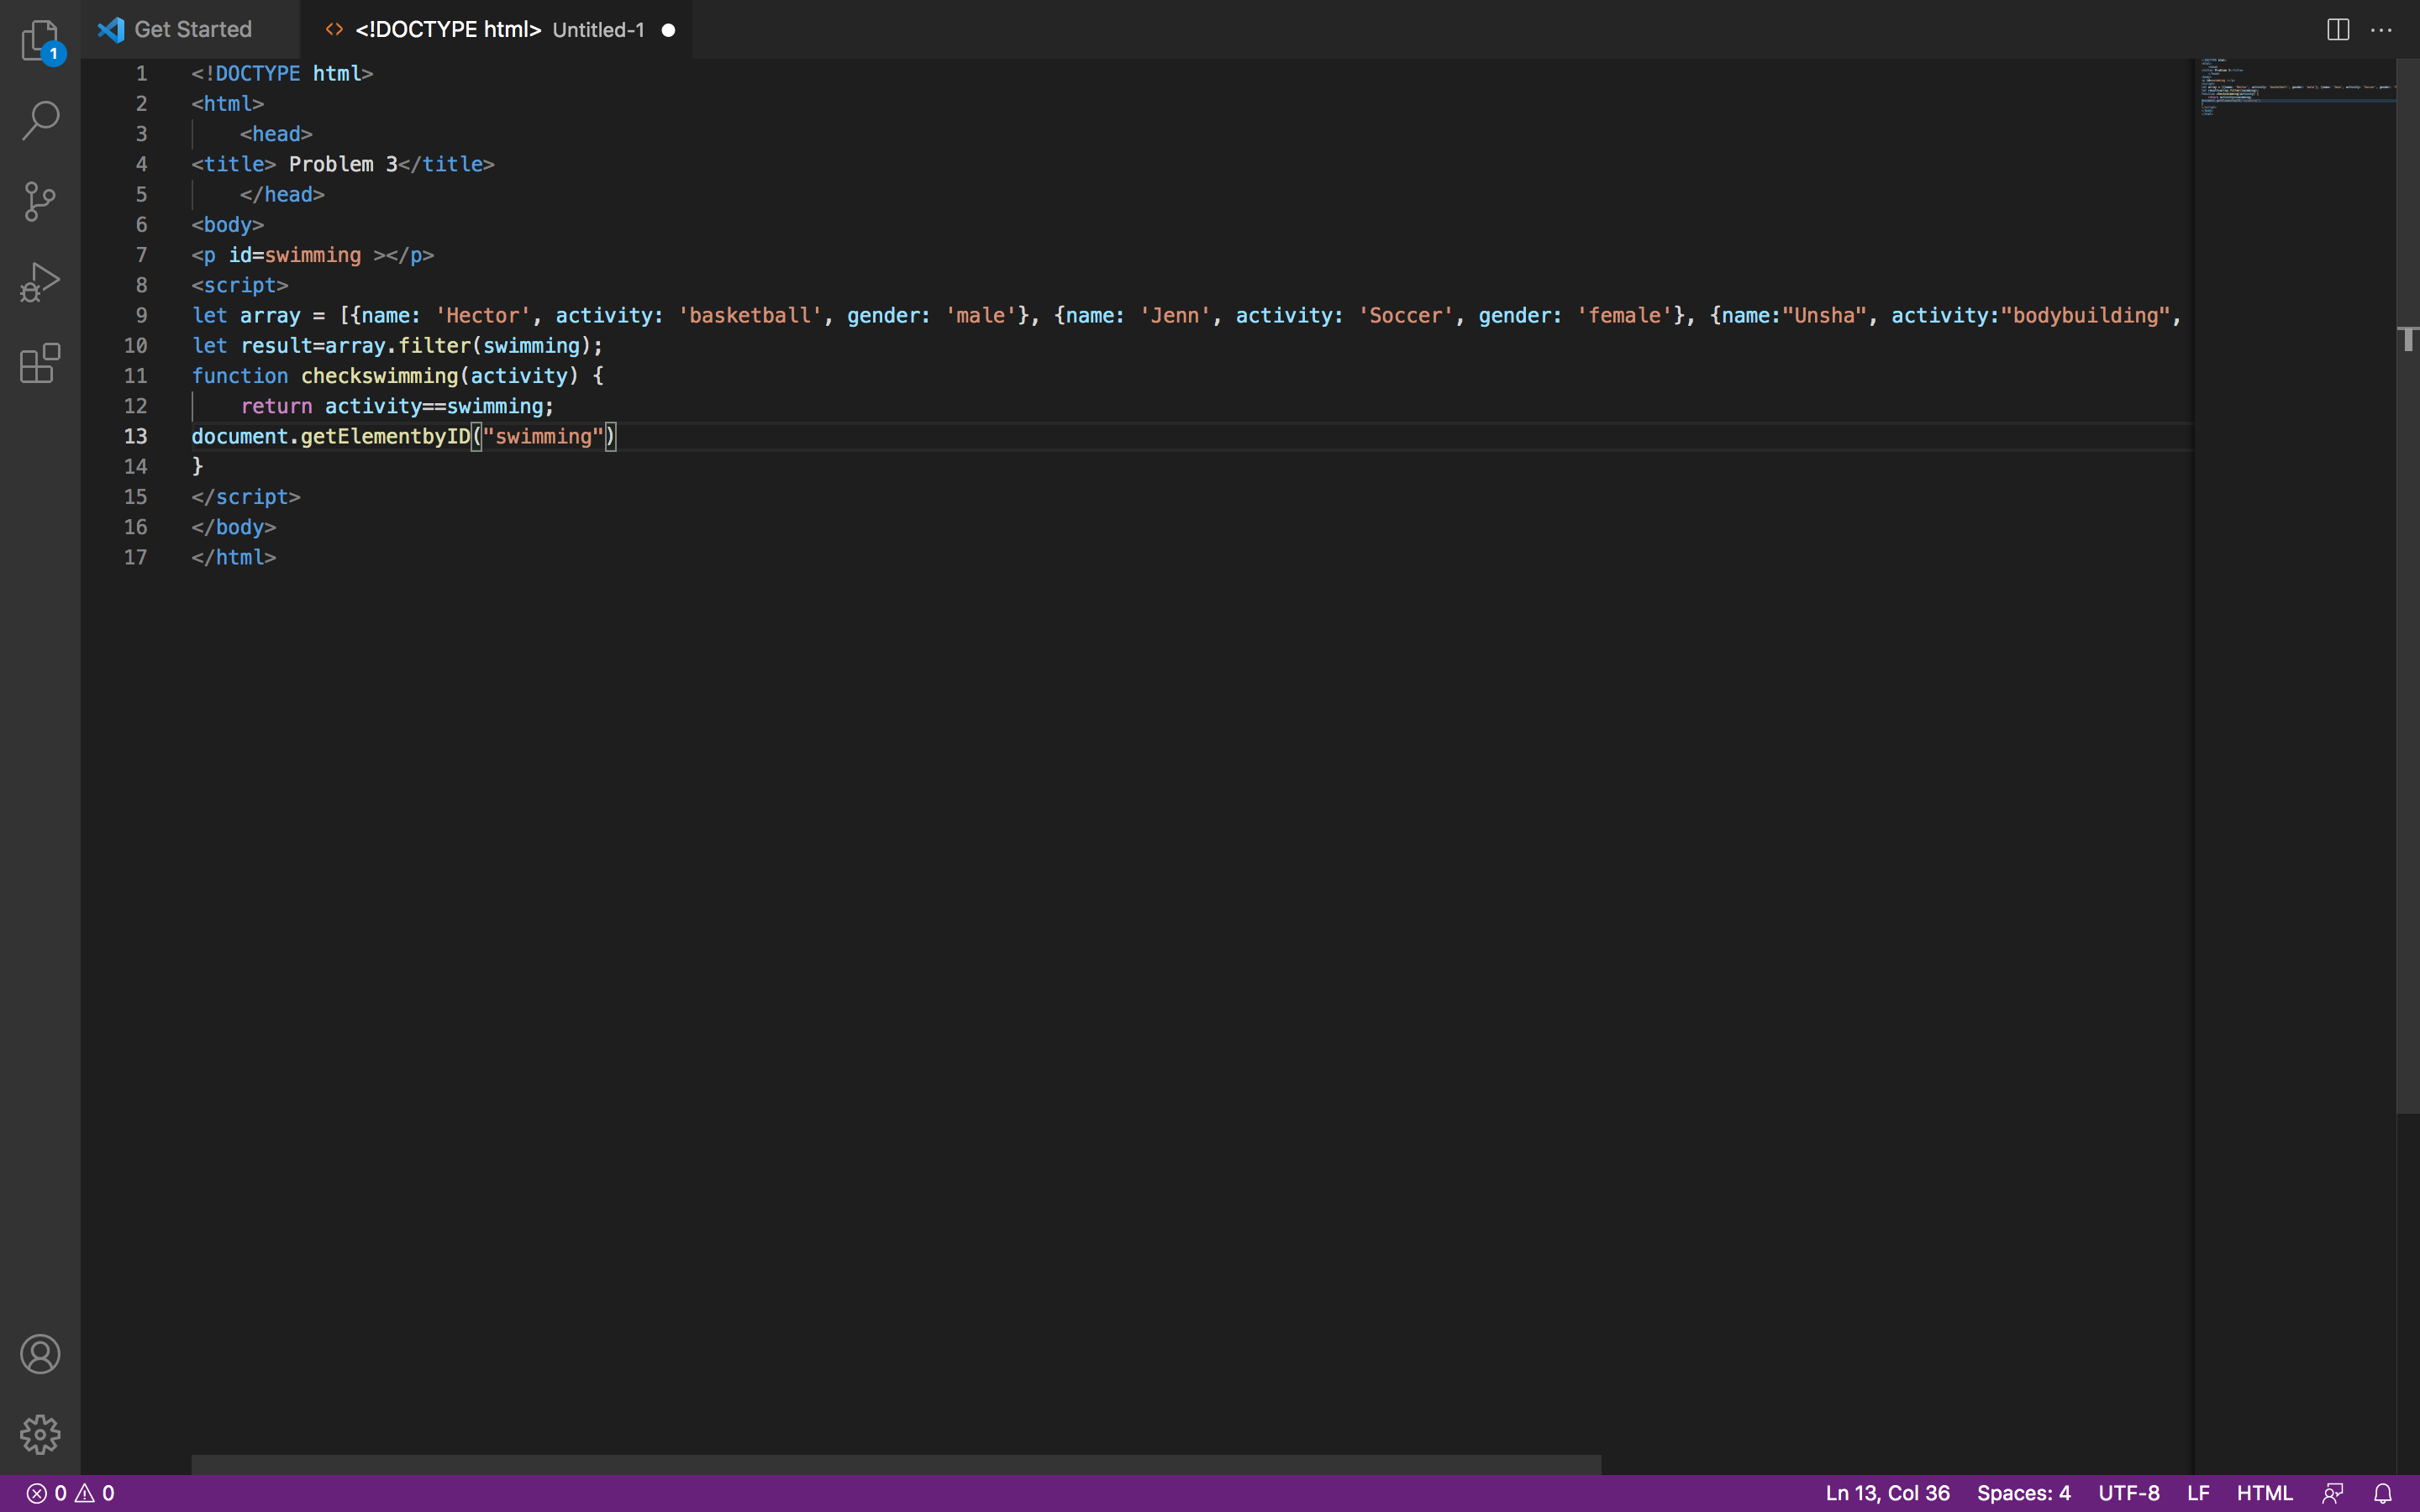 1
Get Started
<> <!DOCTYPE html> Untitled-1
1 <!DOCTYPE html>
2 <html>
3     <head>
4 <title> Problem 3</title>
5     </head>
6 <body>
7 <p id=swimming ></p>
8 <script>
9 let array = [{name: 'Hector', activity: 'basketball', gender: 'male'}, {name: 'Jenn', activity: 'Soccer', gender: 'female'}, {name:"Unsha", activity:"bodybuilding",
10 let result=array.filter(swimming);
11 function checkswimming(activity) {
12     return activity==swimming;
13 document.getElementbyID("swimming")
14 }
15 </script>
16 </body>
17 </html>
0 0 Ln 13, Col 36 Spaces: 4 UTF-8 LF HTML